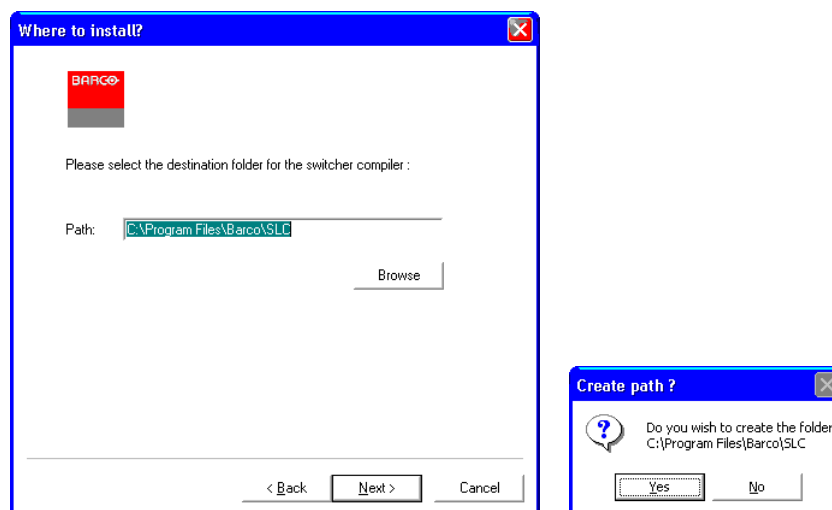 Where to install?
BARCO
Please select the destination folder for the switcher compiler :
Path: C:\Program Files\Barco\SLC
Browse
< Back Next > Cancel
Create path ?
Do you wish to create the folder
C:\Program Files\Barco\SLC
Yes No